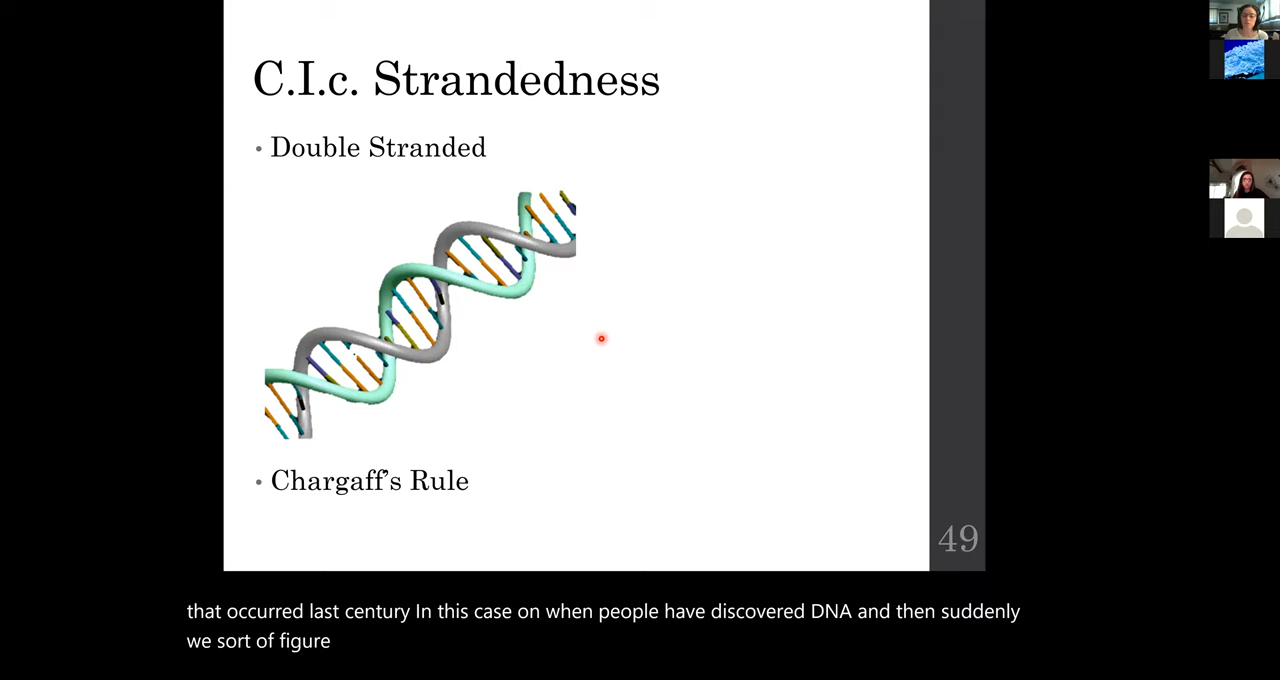 C.I.c. Strandedness
• Double Stranded
• Chargaff’s Rule
49
that occurred last century In this case on when people have discovered DNA and then suddenly
we sort of figure